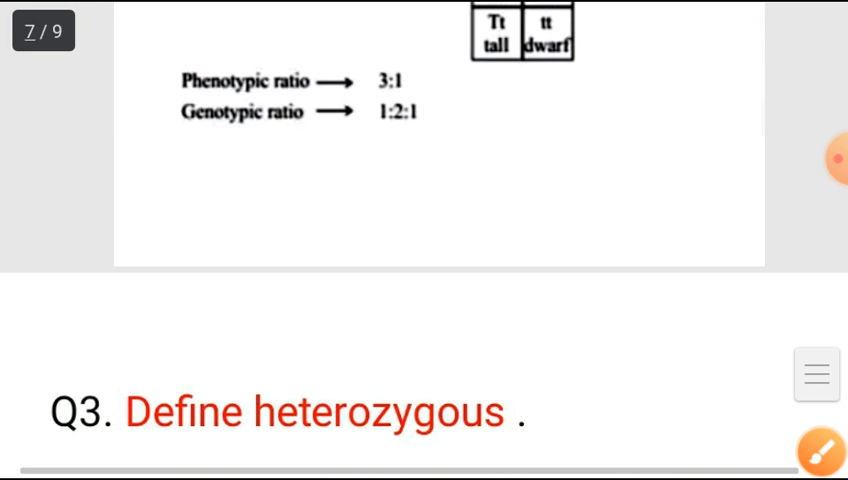 7 / 9
Tt tt
tall dwarf
Phenotypic ratio → 3:1
Genotypic ratio → 1:2:1
Q3. Define heterozygous .